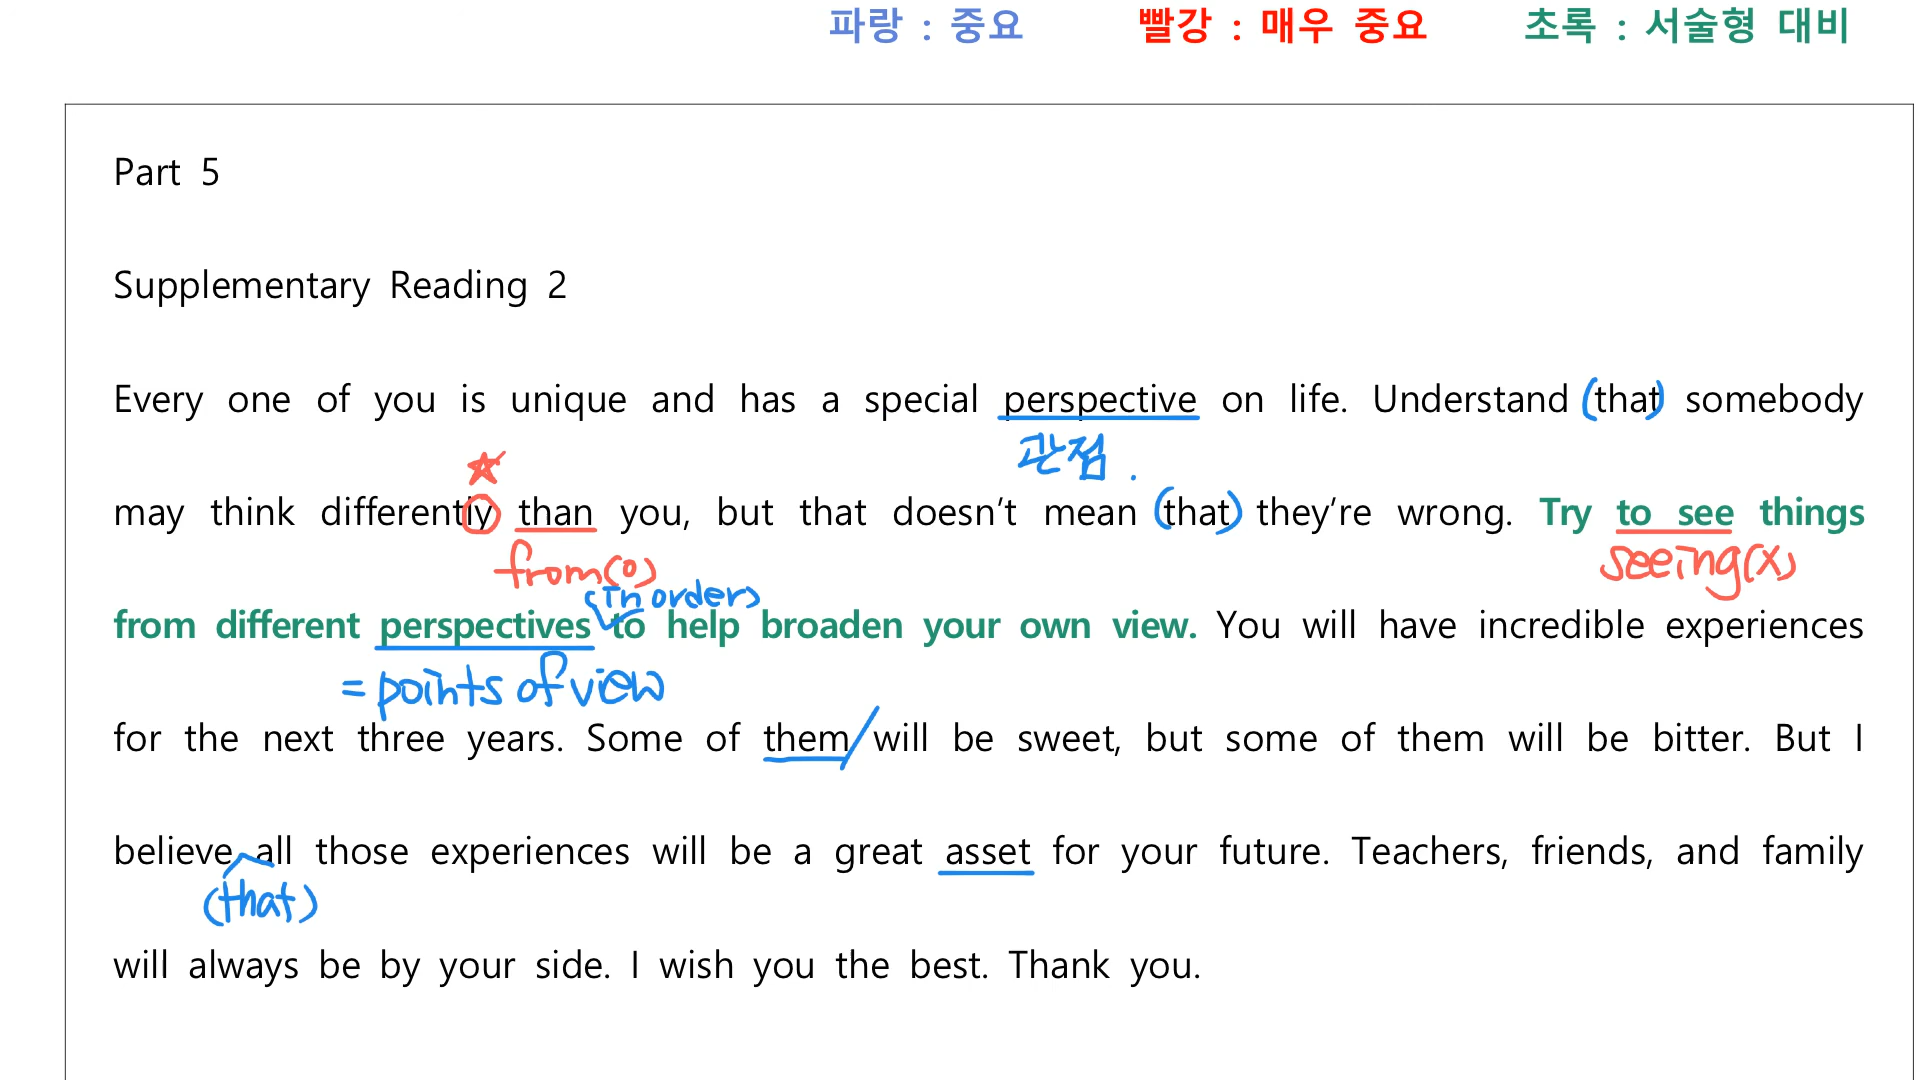 파랑 : 중요 빨강 : 매우 중요 초록 : 서술형 대비
Part 5
Supplementary Reading 2
Every one of you is unique and has a special perspective on life. Understand (that) somebody
관점.
may think differently than you, but that doesn't mean (that) they're wrong. Try to see things
from(o) seeing(x)
(in order)
from different perspectives to help broaden your own view. You will have incredible experiences
= points of view
for the next three years. Some of them / will be sweet, but some of them will be bitter. But I
believe all those experiences will be a great asset for your future. Teachers, friends, and family
(that)
will always be by your side. I wish you the best. Thank you.